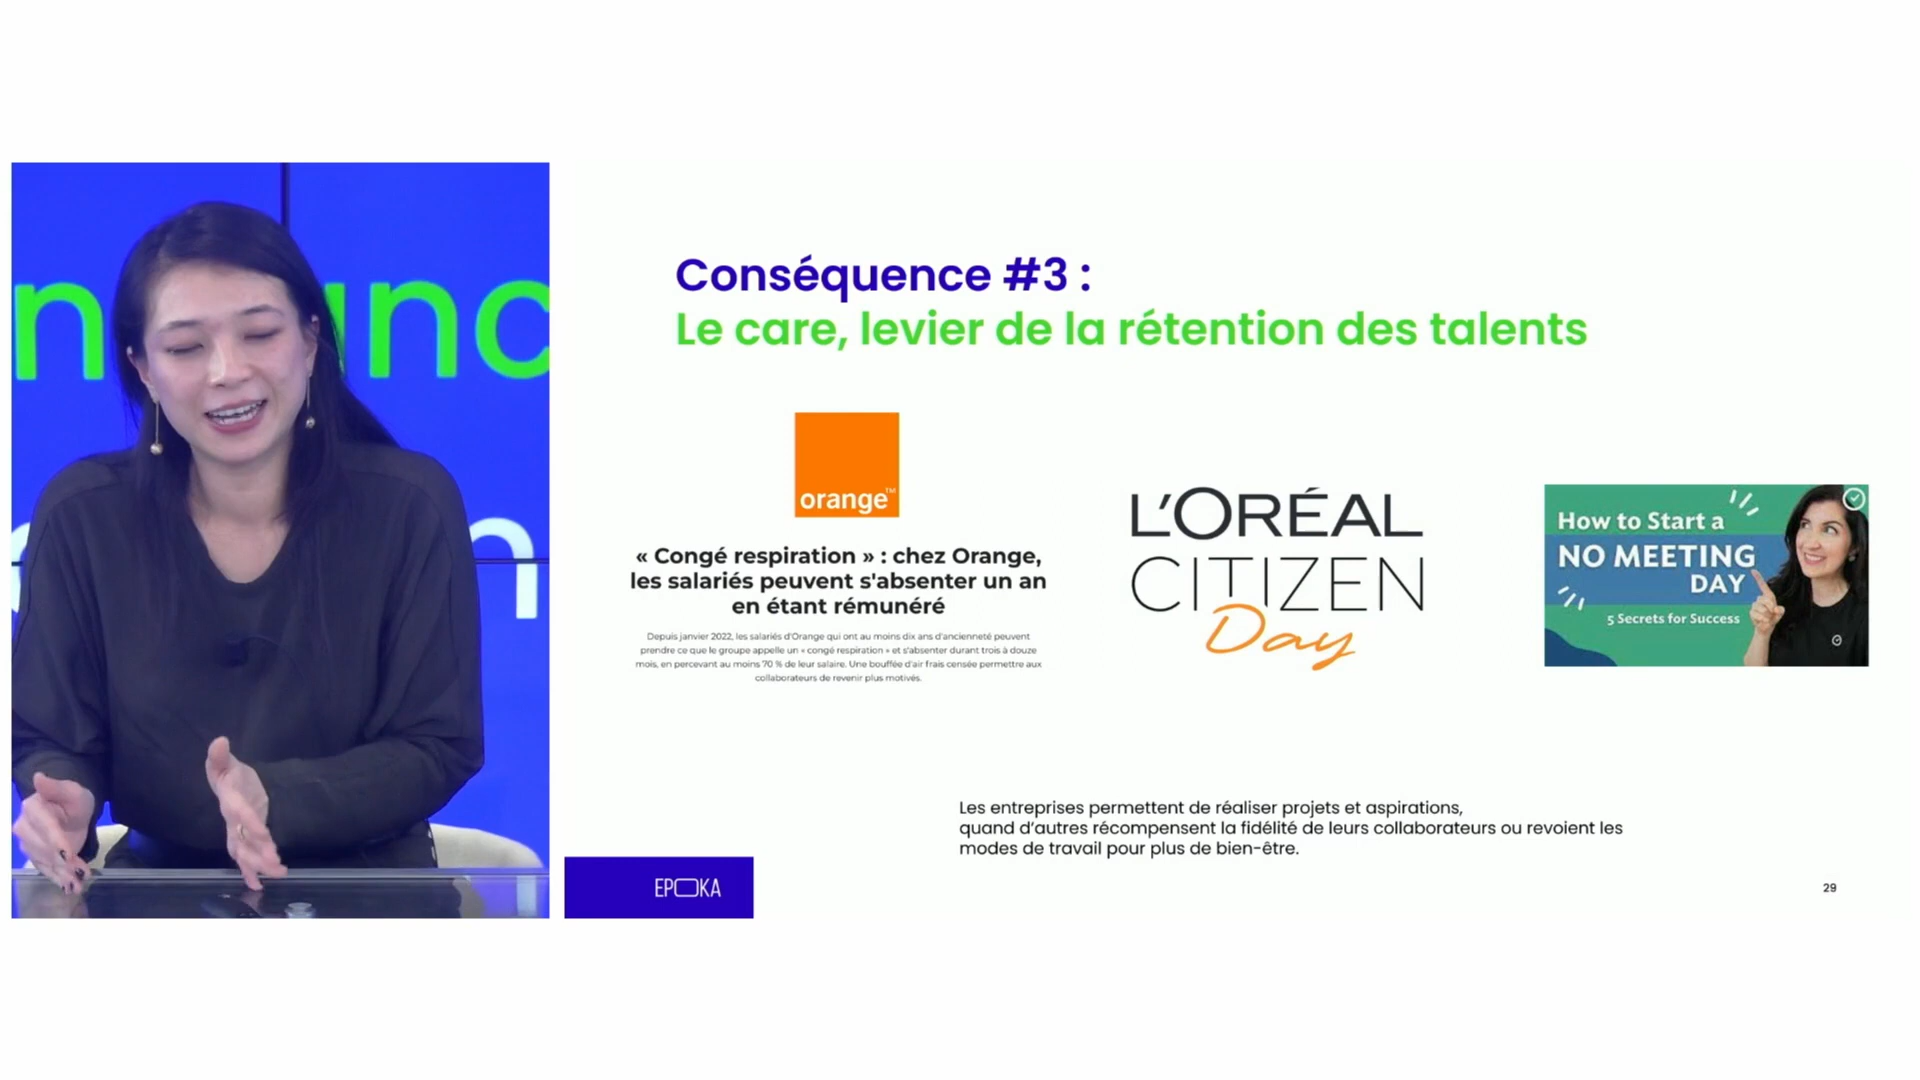 n
inc
n
Conséquence #3 :
Le care, levier de la rétention des talents
orange™
« Congé respiration » : chez Orange,
les salariés peuvent s'absenter un an
en étant rémunéré
Depuis janvier 2022, les salariés d'Orange qui ont au moins dix ans d'ancienneté peuvent
prendre ce que le groupe appelle un « congé respiration » et s'absenter durant trois à douze
mois, en percevant au moins 70 % de leur salaire. Une bouffée d'air frais censée permettre aux
collaborateurs de revenir plus motivés.
L'ORÉAL
CITIZEN
Day
How to Start a
NO MEETING
DAY
5 Secrets for Success
Les entreprises permettent de réaliser projets et aspirations,
quand d'autres récompensent la fidélité de leurs collaborateurs ou revoient les
modes de travail pour plus de bien-être.
EPOKA
29